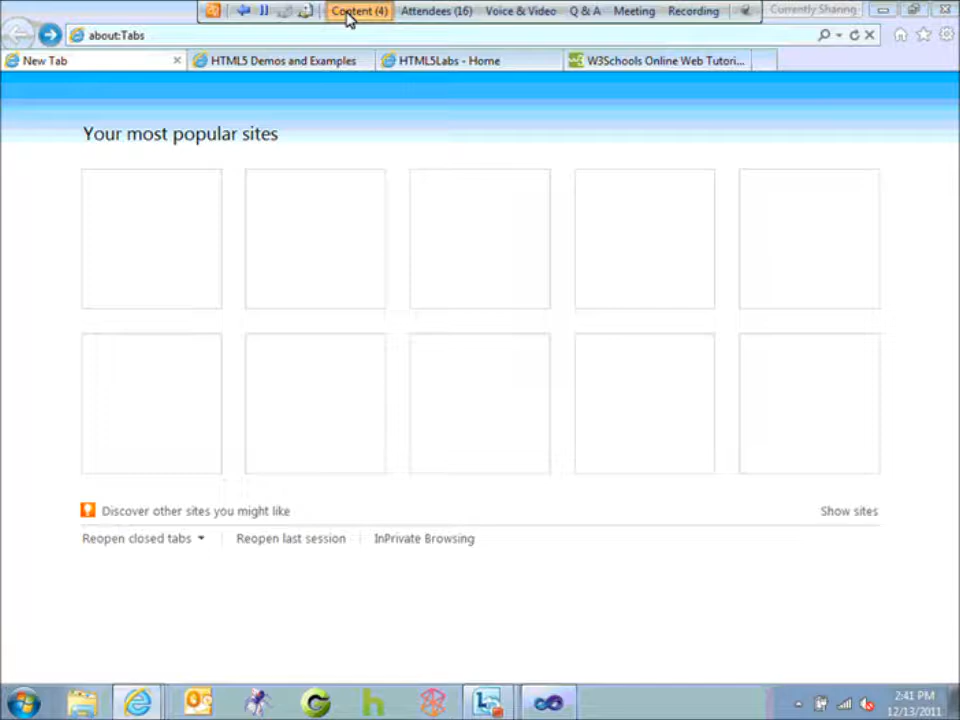 Content (4) Attendees (16) Voice & Video Q & A Meeting Recording Currently Sharing
about:Tabs
New Tab HTML5 Demos and Examples HTML5Labs - Home W3Schools Online Web Tutori...
Your most popular sites
Discover other sites you might like Show sites
Reopen closed tabs Reopen last session InPrivate Browsing
2:41 PM
12/13/2011